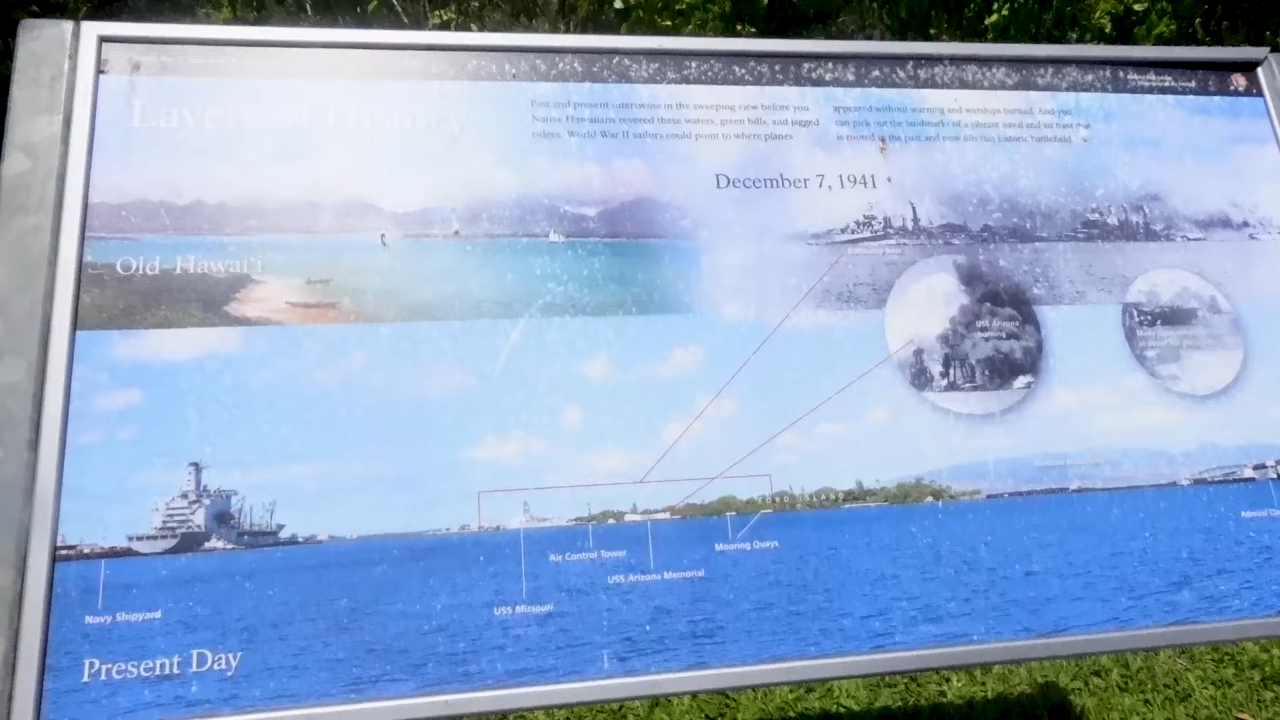 Past and present intertwine in the sweeping view before you.
Native Hawaiians revered these waters, green hills, and jagged
ridges. World War II sailors could point to where planes
appeared without warning and warships burned. And you
can pick out the landmarks of a vibrant naval and air base that
is rooted in the past and now fills this historic battlefield.
December 7, 1941
Old Hawai'i
USS Arizona
burning
FORD ISLAND
Air Control Tower
Mooring Quays
USS Arizona Memorial
USS Missouri
Navy Shipyard
Present Day
Admiral